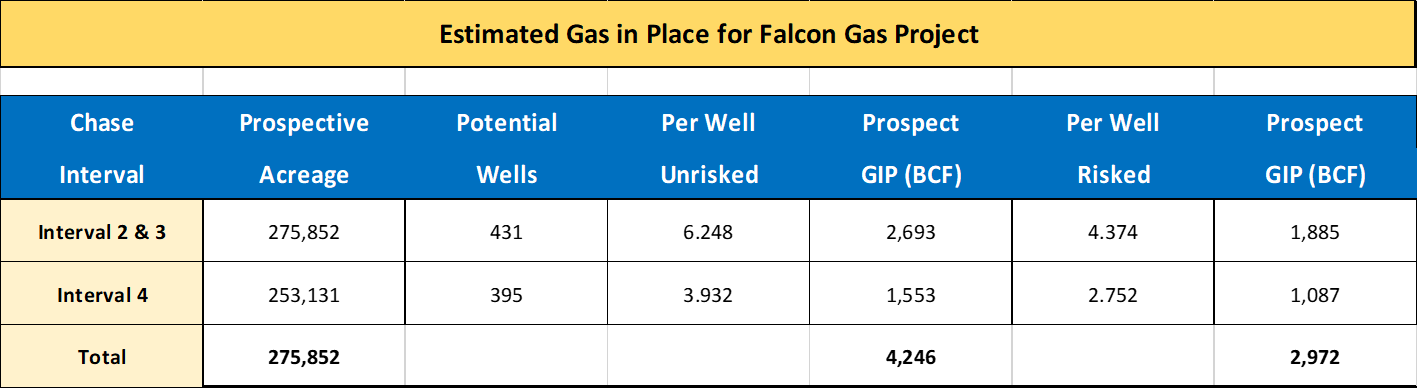 Estimated Gas in Place for Falcon Gas Project
Chase Prospective Potential Per Well Prospect Per Well Prospect
Interval Acreage Wells Unrisked GIP (BCF) Risked GIP (BCF)
Interval 2 & 3 275,852 431 6.248 2,693 4.374 1,885
Interval 4 253,131 395 3.932 1,553 2.752 1,087
Total 275,852 4,246 2,972